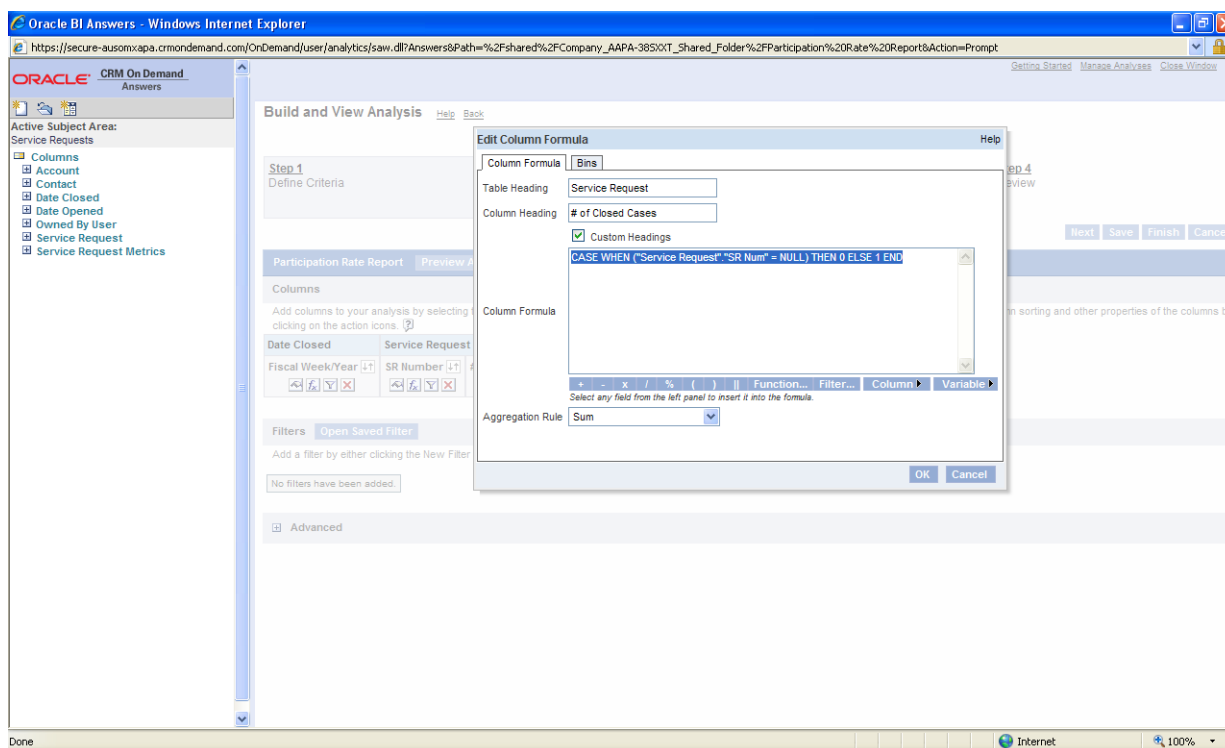 Oracle BI Answers - Windows Internet Explorer
https://secure-ausomxapa.crmondemand.com/OnDemand/user/analytics/saw.dll?Answers&Path=%2Fshared%2FCompany_AAPA-38SXXT_Shared_Folder%2FParticipation%20Rate%20Report&Action=Prompt
ORACLE CRM On Demand
Answers
Getting Started Manage Analyses Close Window
Active Subject Area:
Service Requests
Columns
Account
Contact
Date Closed
Date Opened
Owned By User
Service Request
Service Request Metrics
Build and View Analysis Help Back
Step 1
Define Criteria
ep 4
eview
Next Save Finish Cance
Participation Rate Report Preview A
Columns
Add columns to your analysis by selecting
clicking on the action icons.
n sorting and other properties of the columns b
Date Closed Service Request
Fiscal Week/Year SR Number
Filters Open Saved Filter
Add a filter by either clicking the New Filter
No filters have been added.
Advanced
Edit Column Formula Help
Column Formula Bins
Table Heading Service Request
Column Heading # of Closed Cases
Custom Headings
Column Formula
CASE WHEN ("Service Request"."SR Num" = NULL) THEN 0 ELSE 1 END
+ - x / % ( ) || Function... Filter... Column Variable
Select any field from the left panel to insert it into the formula.
Aggregation Rule Sum
OK Cancel
Done Internet 100%